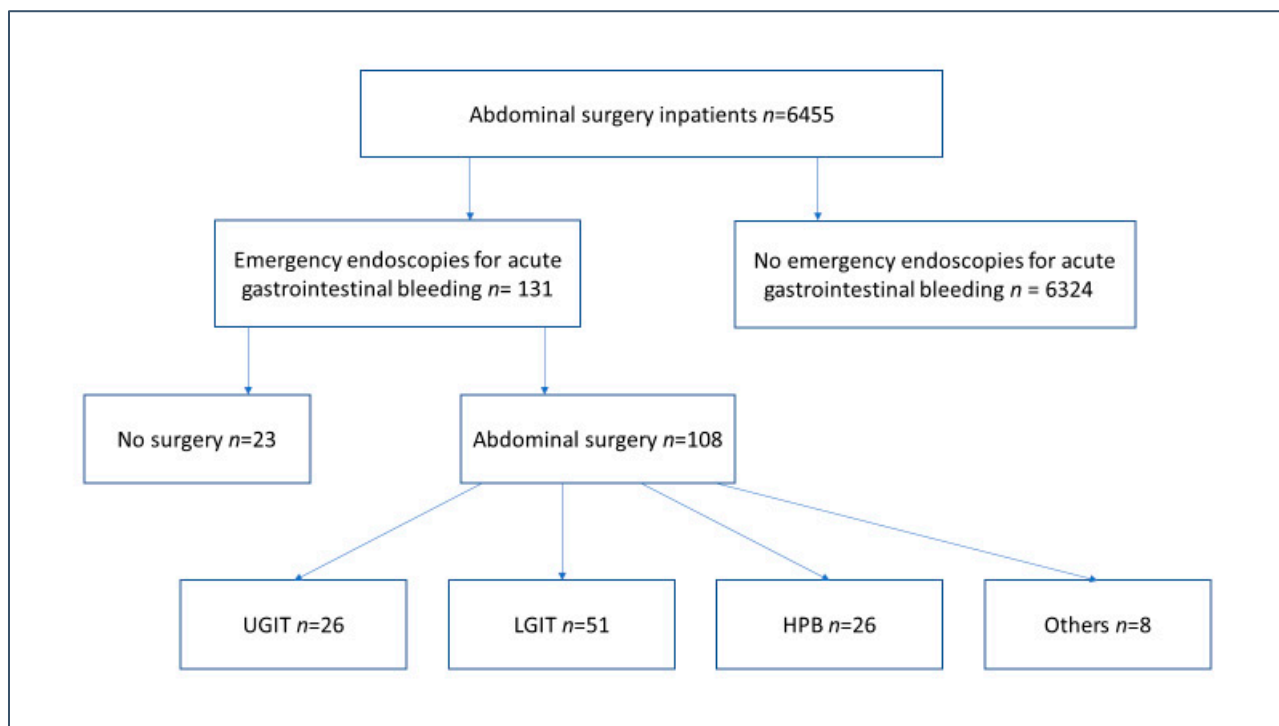 Abdominal surgery inpatients n=6455
Emergency endoscopies for acute
gastrointestinal bleeding n= 131
No emergency endoscopies for acute
gastrointestinal bleeding n = 6324
No surgery n=23
Abdominal surgery n=108
UGIT n=26
LGIT n=51
HPB n=26
Others n=8